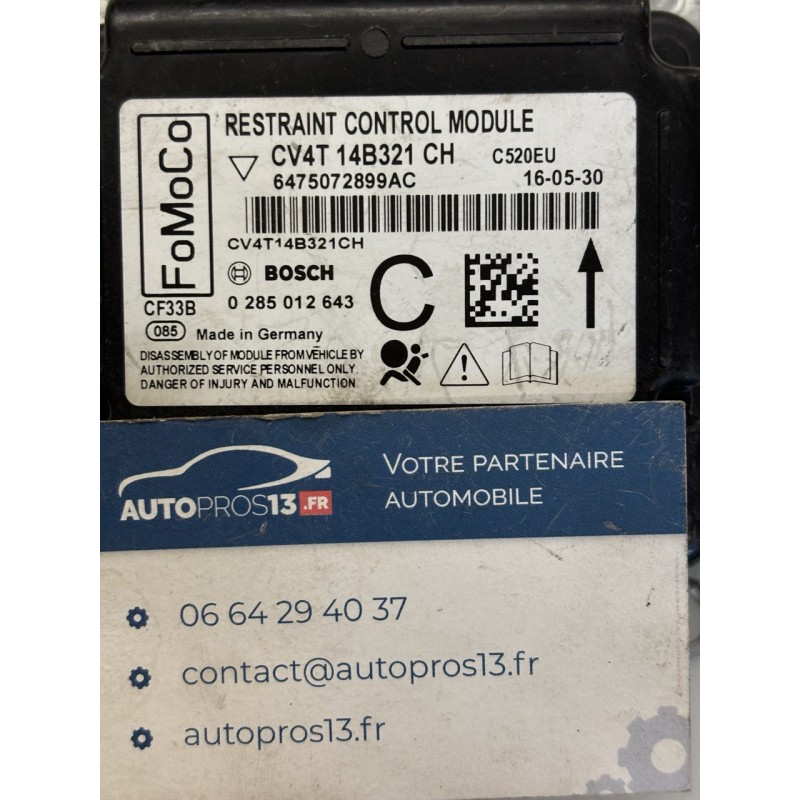 FoMoCo
RESTRAINT CONTROL MODULE
CV4T 14B321 CH C520EU
6475072899AC 16-05-30
CV4T14B321CH
BOSCH
0 285 012 643
C
CF33B
085 Made in Germany
DISASSEMBLY OF MODULE FROM VEHICLE BY
AUTHORIZED SERVICE PERSONNEL ONLY.
DANGER OF INJURY AND MALFUNCTION.
AUTOPROS13.FR
VOTRE PARTENAIRE
AUTOMOBILE
06 64 29 40 37
contact@autopros13.fr
autopros13.fr